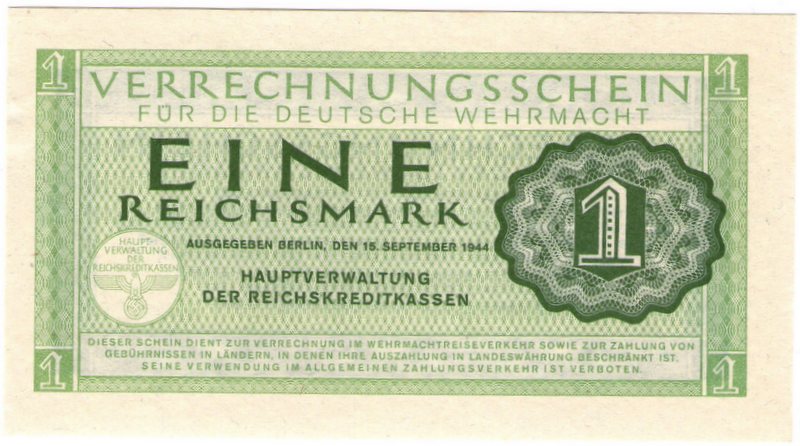 1
1
VERRECHNUNGSSCHEIN
FÜR DIE DEUTSCHE WEHRMACHT
EINE
REICHSMARK
1
AUSGEGEBEN BERLIN, DEN 15. SEPTEMBER 1944
HAUPT-
VERWALTUNG
DER
REICHSKREDITKASSEN
HAUPTVERWALTUNG
DER REICHSKREDITKASSEN
DIESER SCHEIN DIENT ZUR VERRECHNUNG IM WEHRMACHTREISEVERKEHR SOWIE ZUR ZAHLUNG VON
GEBÜHRNISSEN IN LÄNDERN, IN DENEN IHRE AUSZAHLUNG IN LANDESWÄHRUNG BESCHRÄNKT IST.
SEINE VERWENDUNG IM ALLGEMEINEN ZAHLUNGSVERKEHR IST VERBOTEN.
1
1